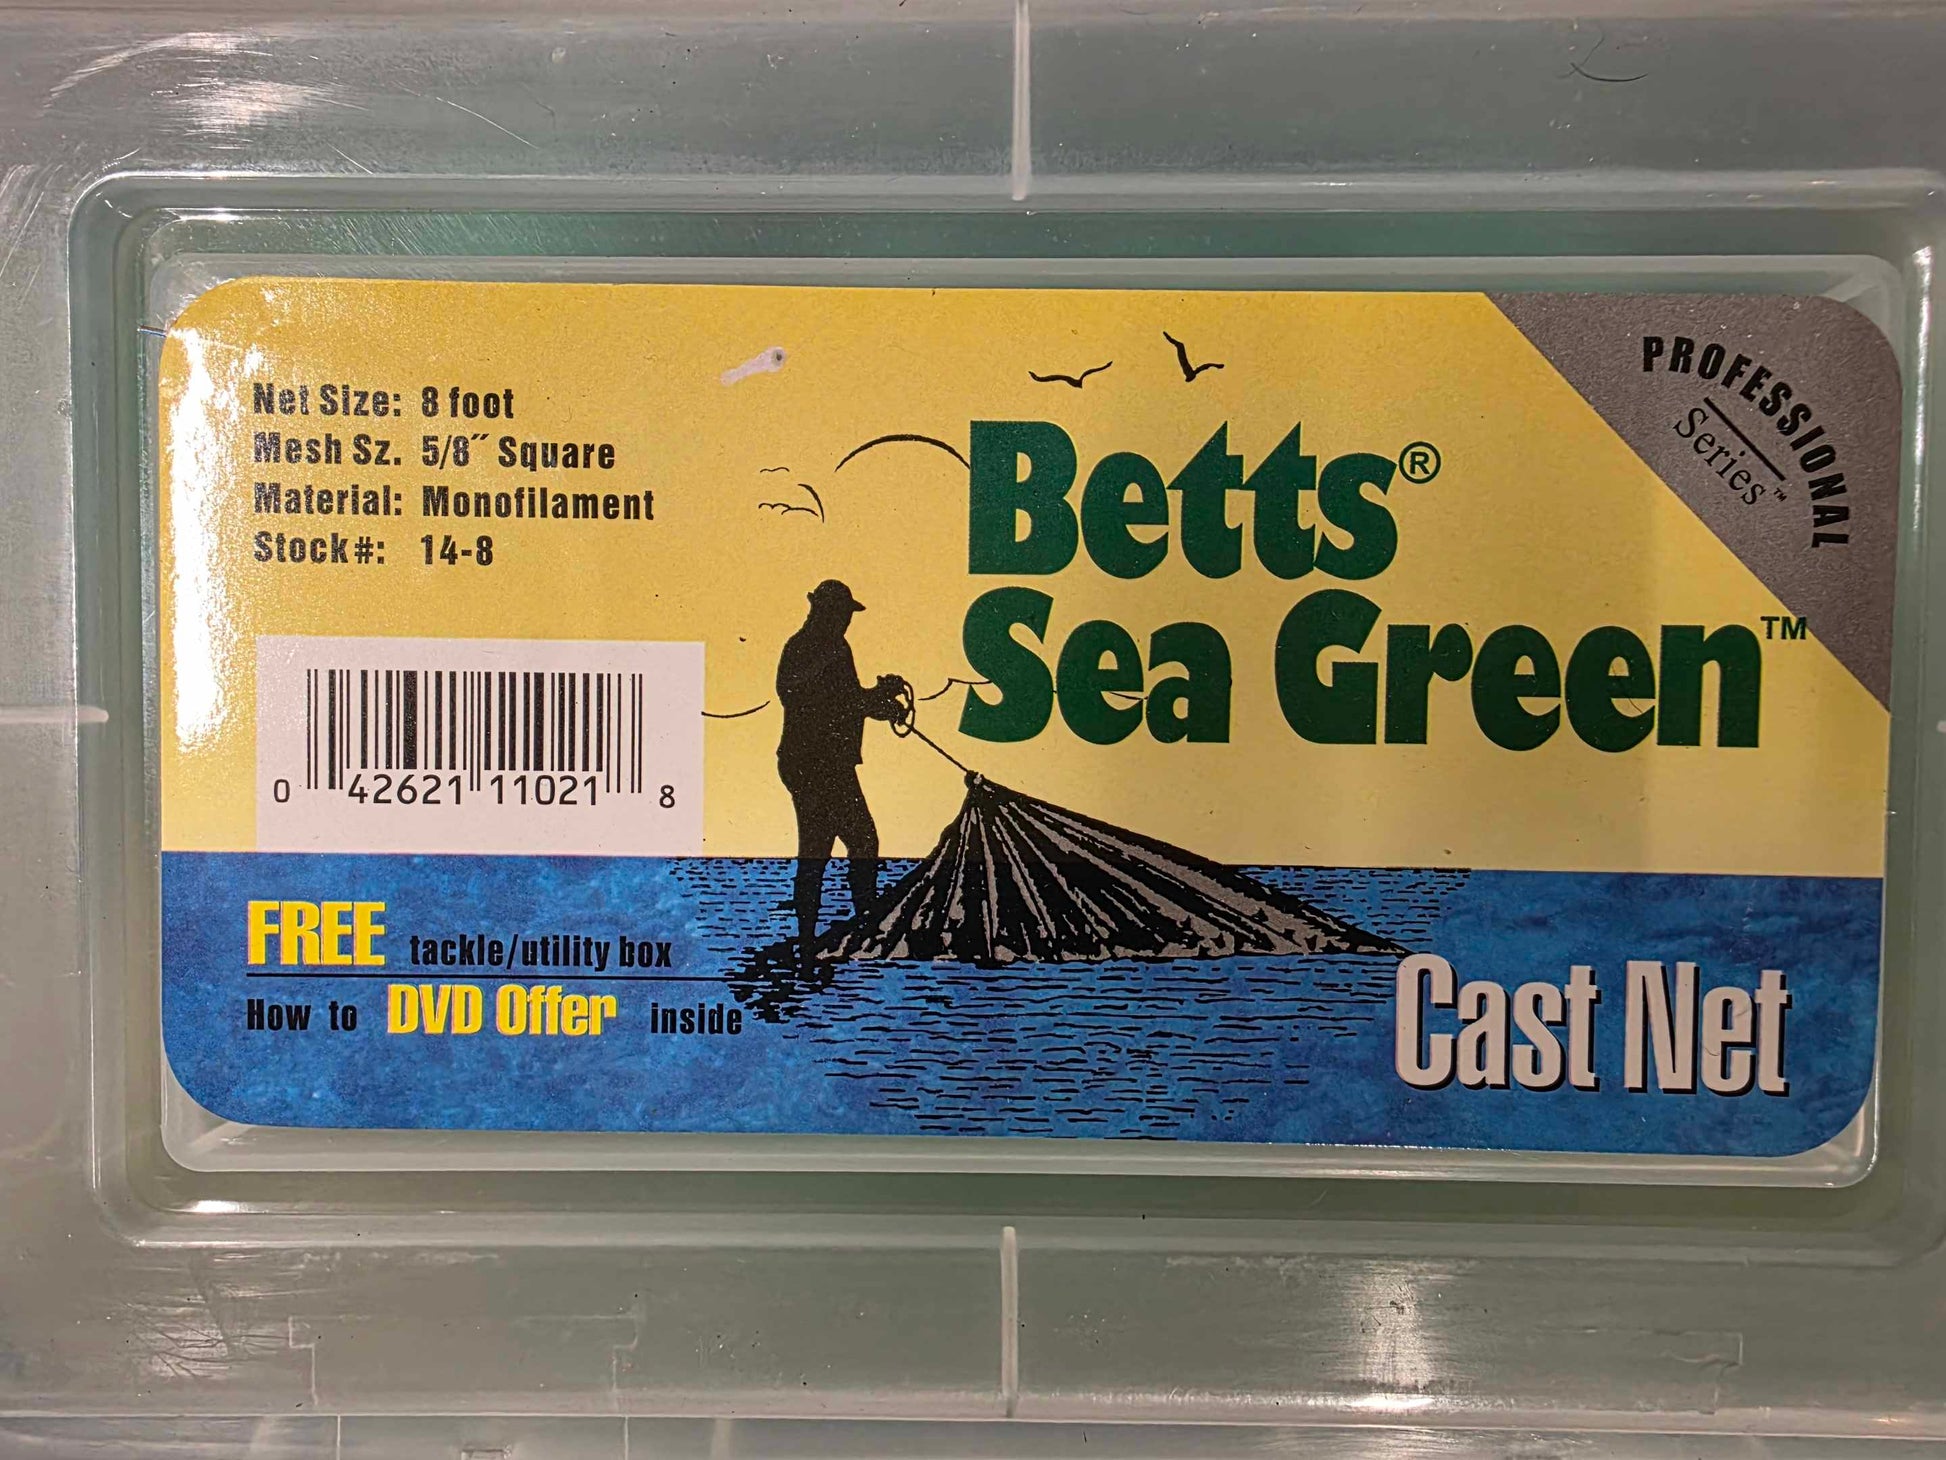 Net Size: 8 foot
Mesh Sz. 5/8˝ Square
Material: Monofilament
Stock#: 14-8
0 42621 11021 8
PROFESSIONAL
Series™
Betts®
Sea Green™
FREE tackle/utility box
How to DVD Offer inside
Cast Net